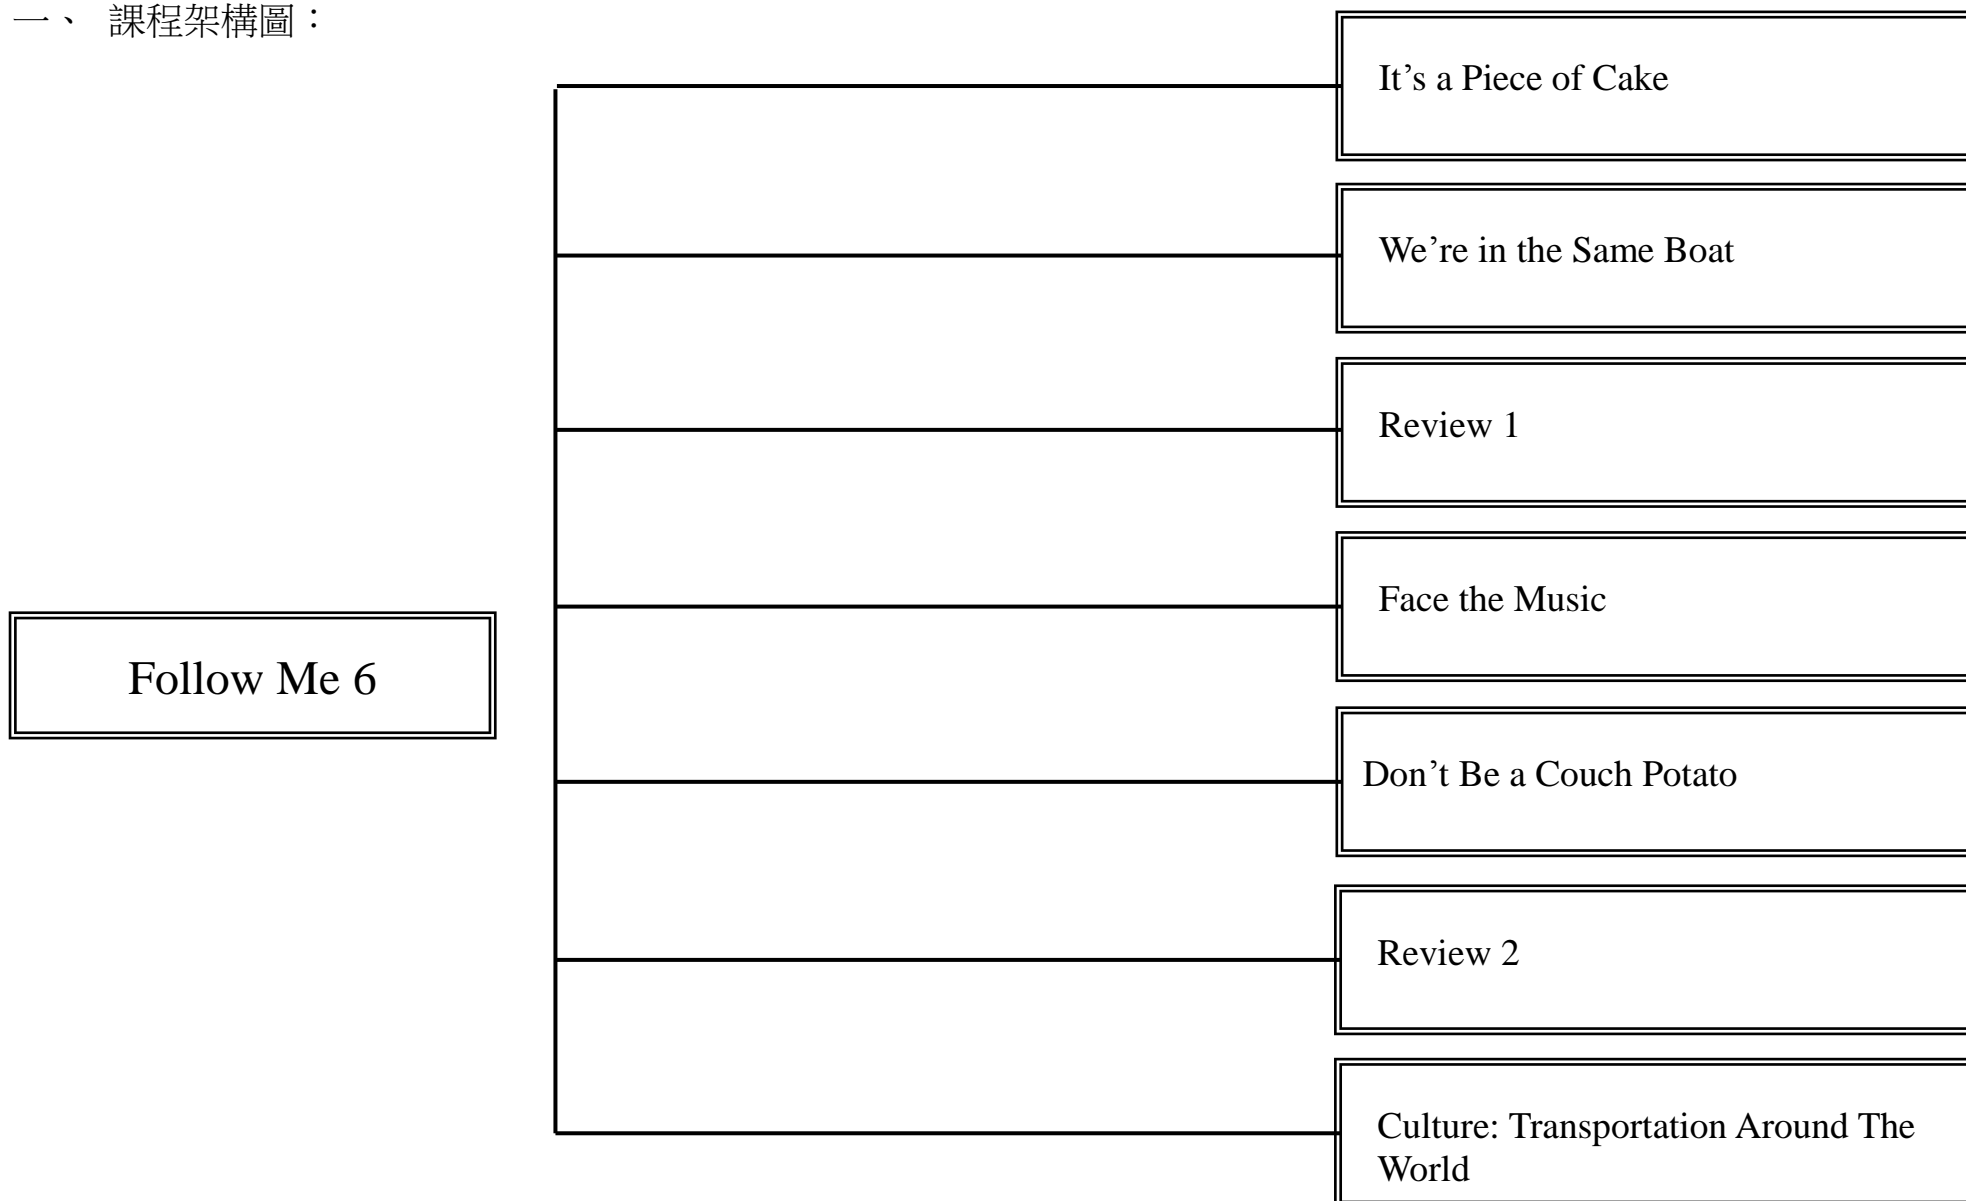 一、 課程架構圖：
It’s a Piece of Cake
We’re in the Same Boat
Review 1
Face the Music
Follow Me 6
Don’t Be a Couch Potato
Review 2
Culture: Transportation Around The
World